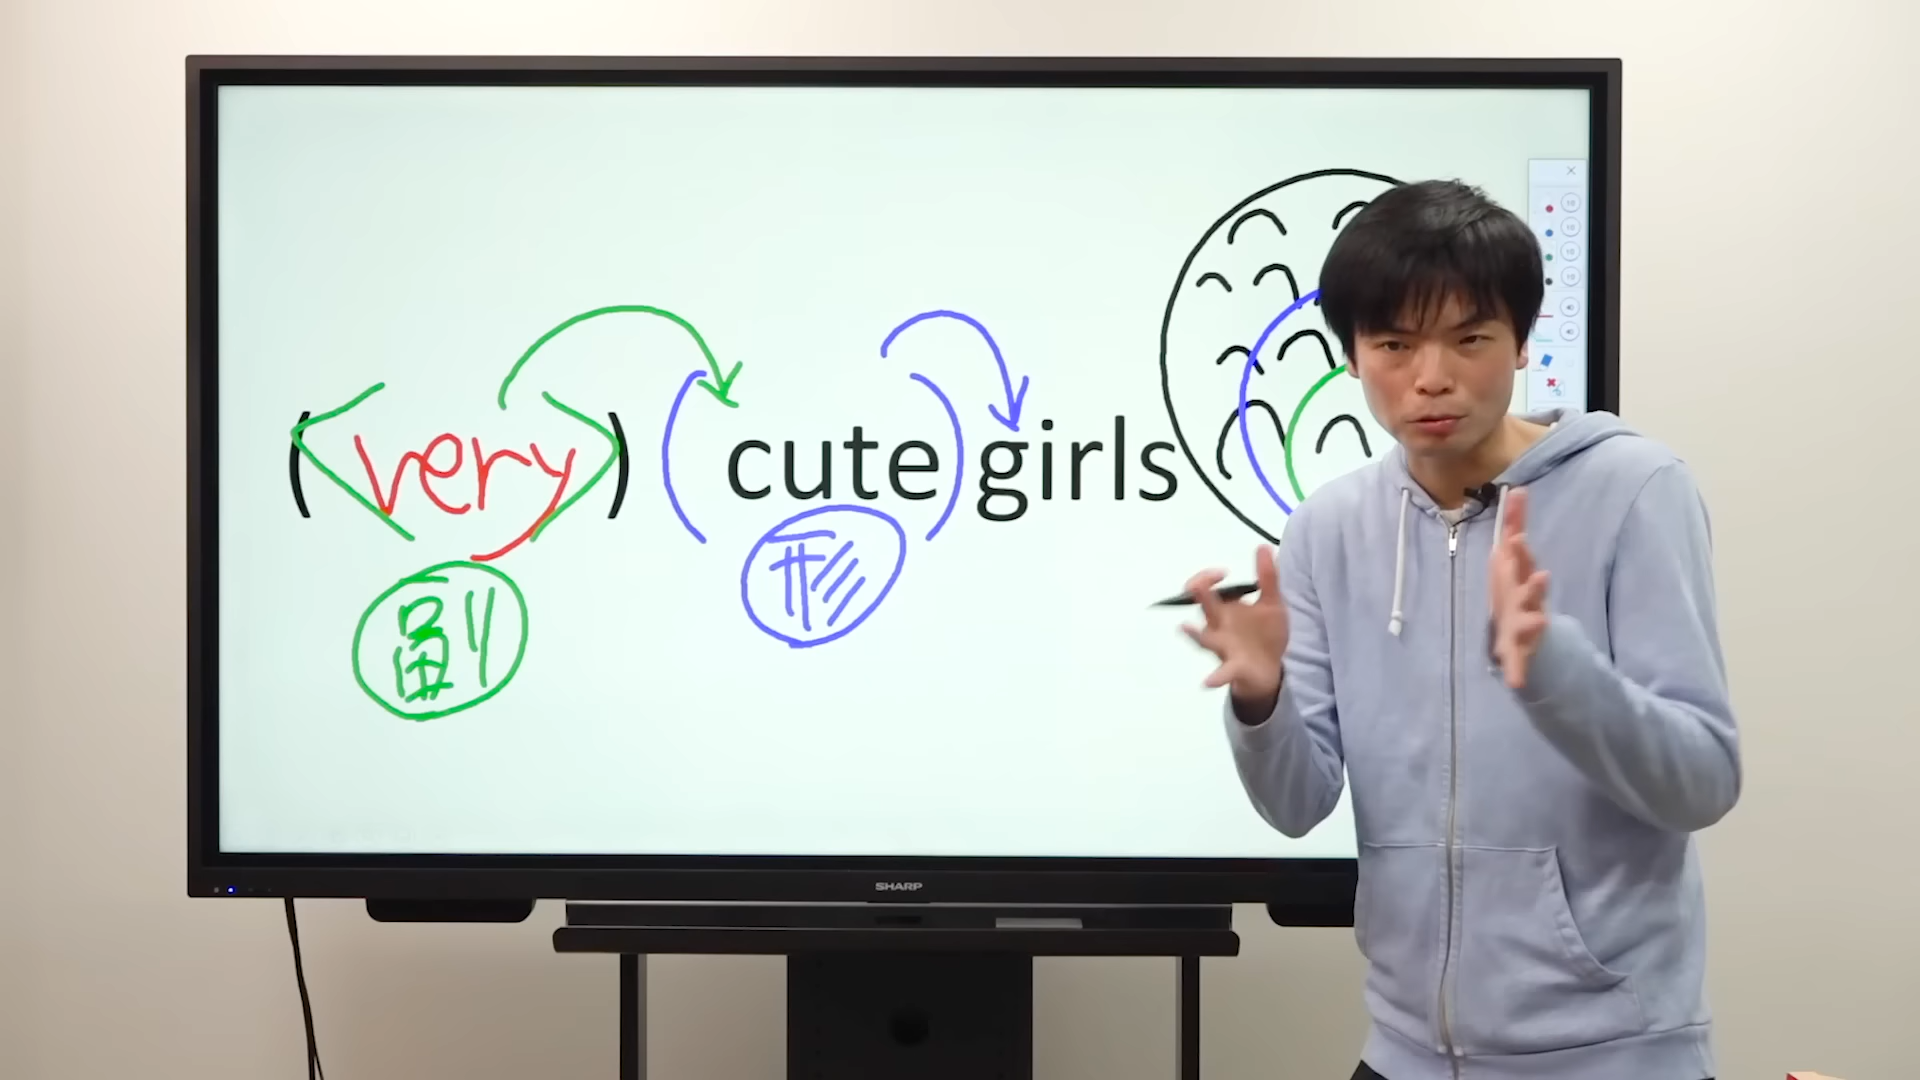 (<very>) (cute) girls
副 形
SHARP